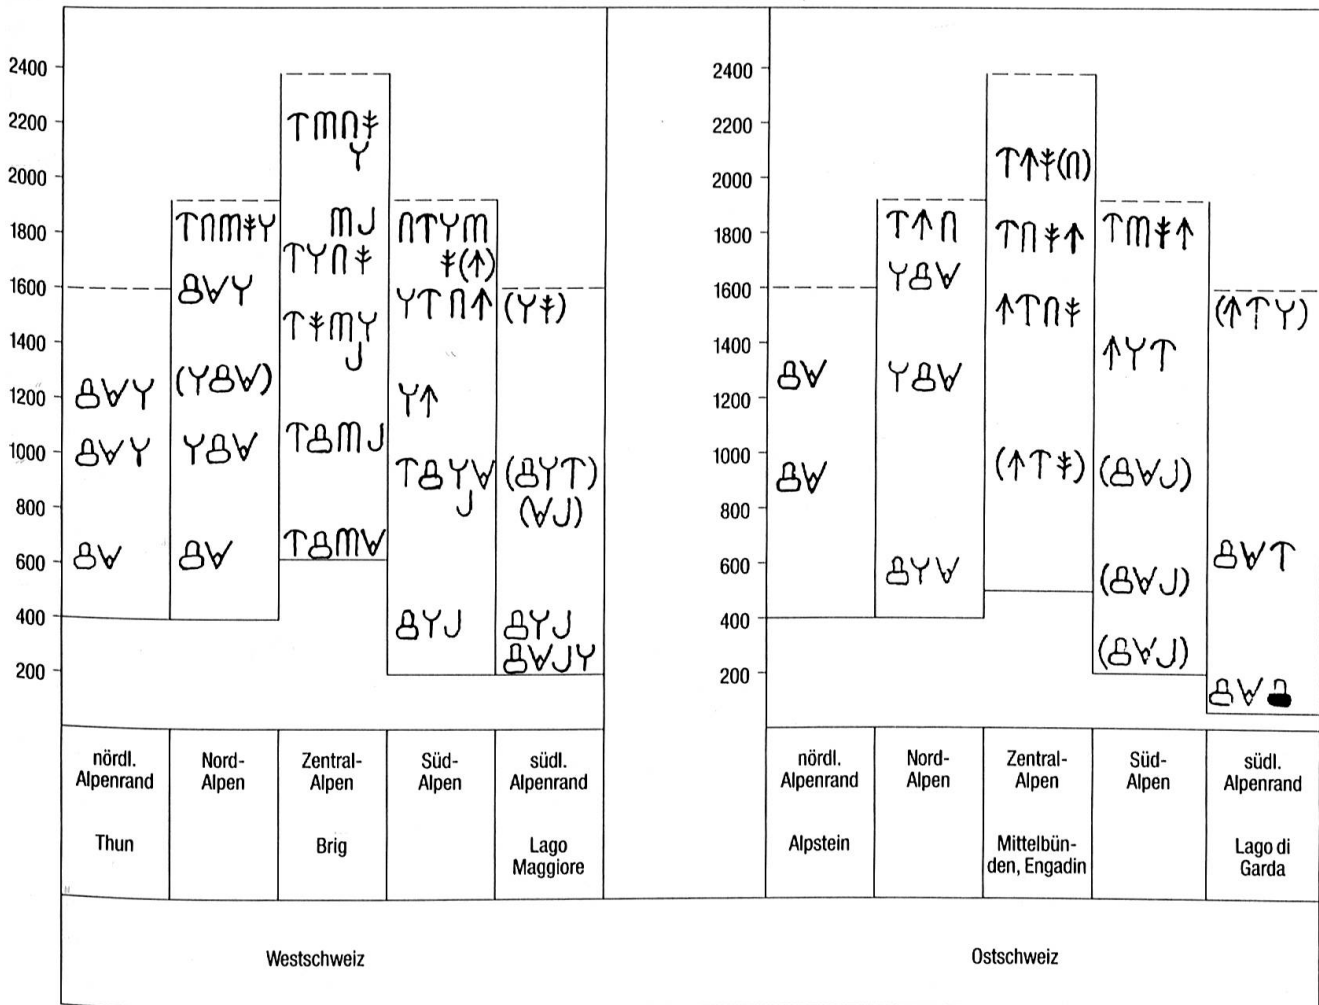 2400
2200
2000
1800
1600
1400
1200
1000
800
600
400
200
2400
2200
2000
1800
1600
1400
1200
1000
800
600
400
200
nördl.
Alpenrand
Thun
Nord-
Alpen
Zentral-
Alpen
Brig
Süd-
Alpen
südl.
Alpenrand
Lago
Maggiore
nördl.
Alpenrand
Alpstein
Nord-
Alpen
Zentral-
Alpen
Mittelbün-
den, Engadin
Süd-
Alpen
südl.
Alpenrand
Lago di
Garda
Westschweiz
Ostschweiz